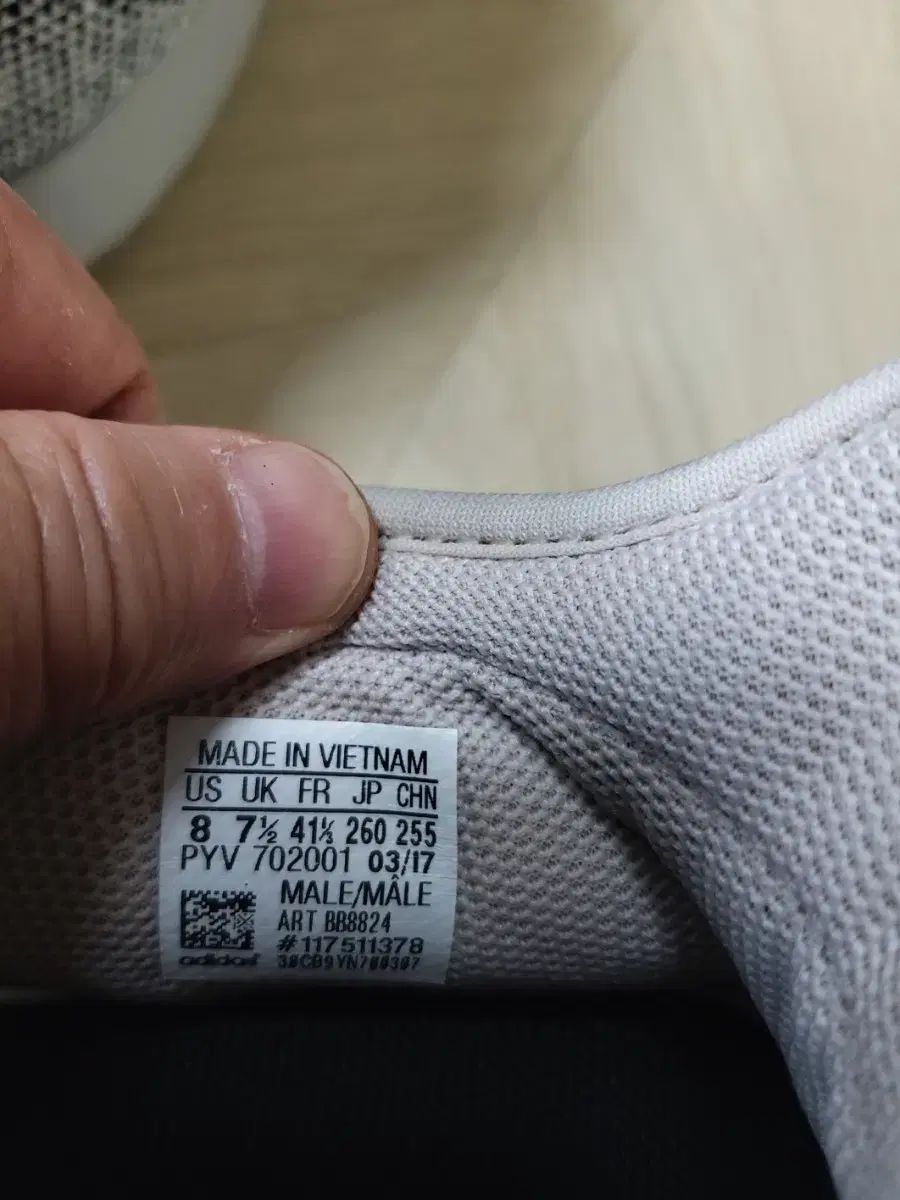 MADE IN VIETNAM
US UK FR JP CHN
8 7½ 41⅓ 260 255
PYV 702001 03/17
MALE/MÂLE
ART BB8824
#117511378
adidas